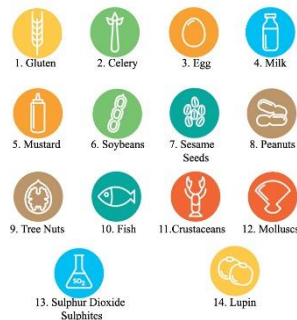 1. Gluten
2. Celery
3. Egg
4. Milk
5. Mustard
6. Soybeans
7. Sesame
Seeds
8. Peanuts
9. Tree Nuts
10. Fish
11.Crustaceans
12. Molluscs
SO₂
13. Sulphur Dioxide
Sulphites
14. Lupin